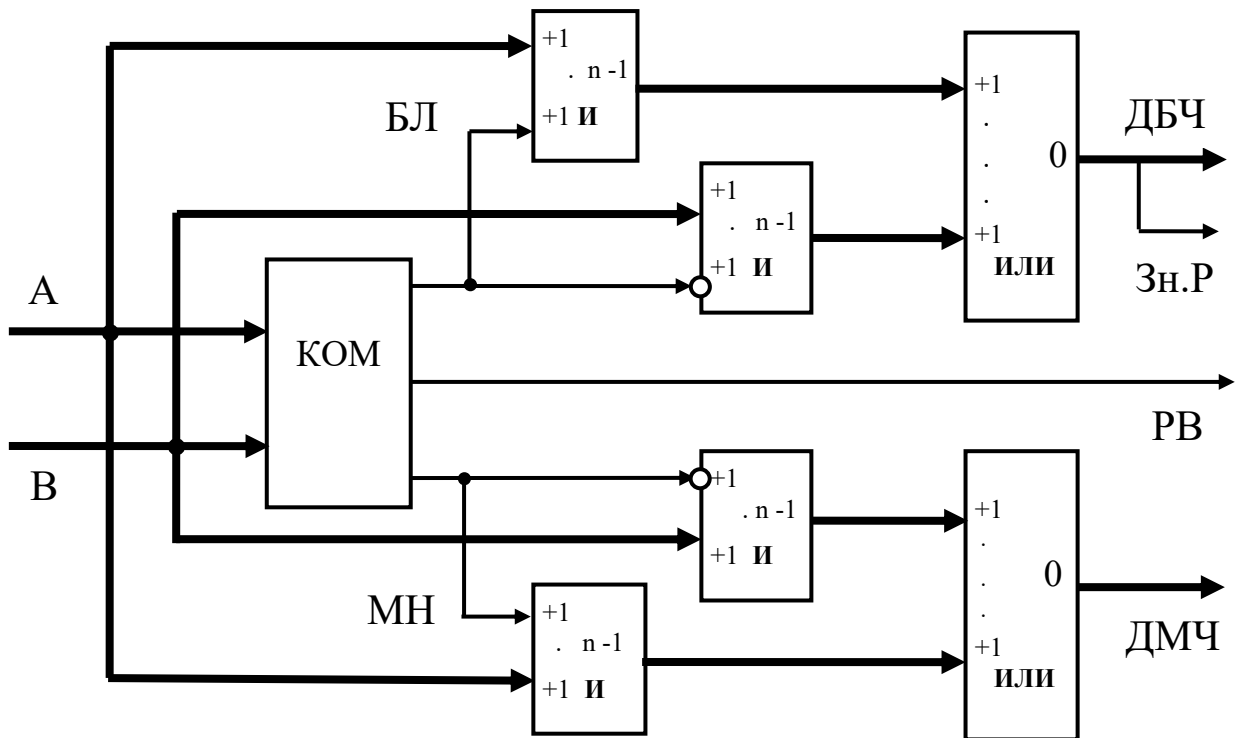 +1
. n -1
+1 И
БЛ
+1
.
.
.
+1
0
ИЛИ
ДБЧ
Зн.Р
+1
. n -1
+1 И
А
В
КОМ
РВ
+1
. n -1
+1 И
МН
+1
. n -1
+1 И
+1
.
.
.
+1
0
ИЛИ
ДМЧ